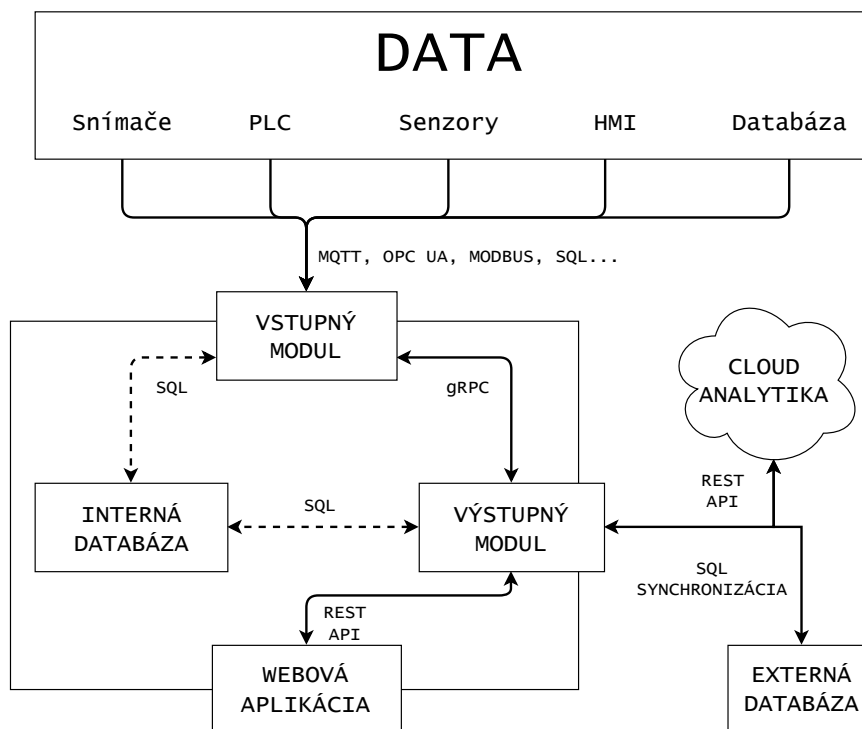 DATA
Snímače PLC Senzory HMI Databáza
MQTT, OPC UA, MODBUS, SQL...
VSTUPNÝ
MODUL
SQL
gRPC
CLOUD
ANALYTIKA
REST
API
INTERNÁ
DATABÁZA
SQL
VÝSTUPNÝ
MODUL
SQL
SYNCHRONIZÁCIA
REST
API
WEBOVÁ
APLIKÁCIA
EXTERNÁ
DATABÁZA